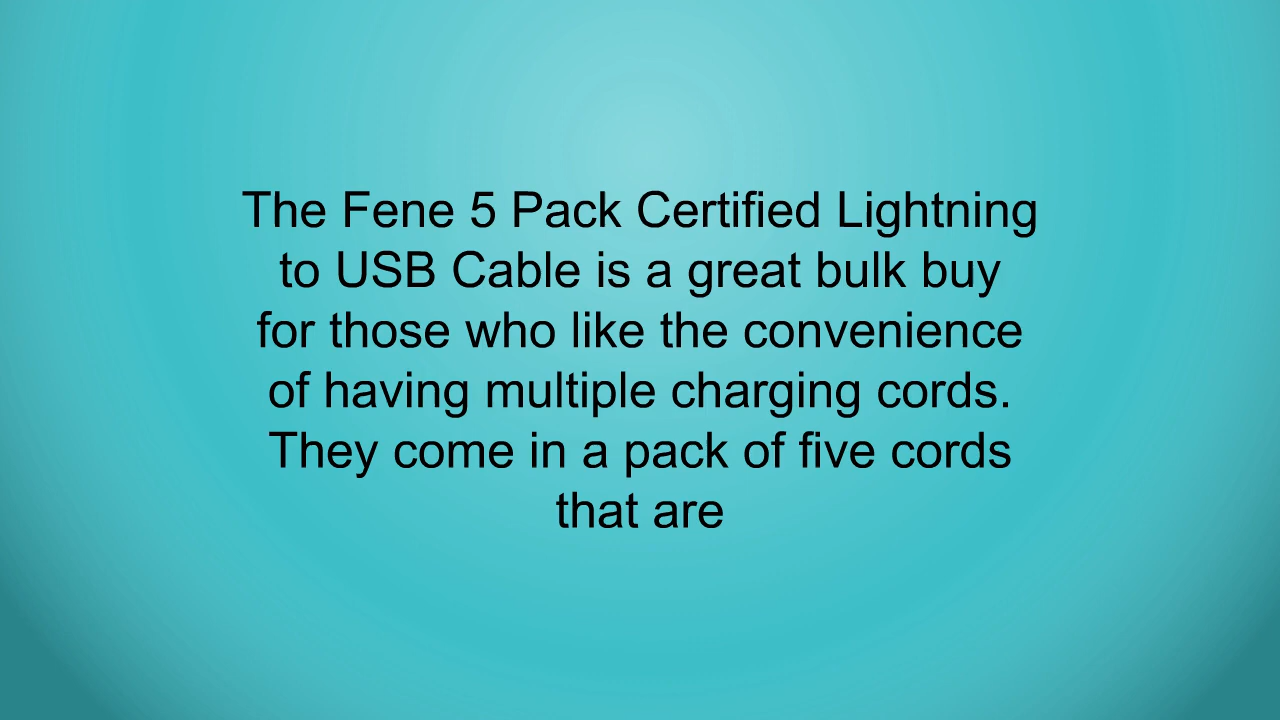 The Fene 5 Pack Certified Lightning
to USB Cable is a great bulk buy
for those who like the convenience
of having multiple charging cords.
They come in a pack of five cords
that are